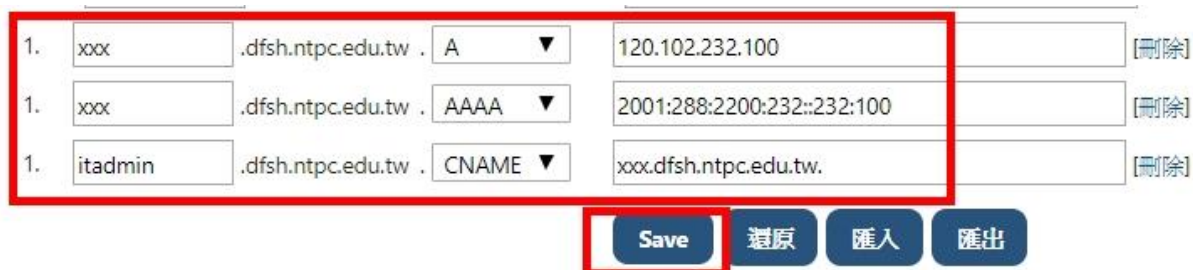 1. xxx .dfsh.ntpc.edu.tw . A ▼ 120.102.232.100 [刪除]
1. xxx .dfsh.ntpc.edu.tw . AAAA ▼ 2001:288:2200:232::232:100 [刪除]
1. itadmin .dfsh.ntpc.edu.tw . CNAME ▼ xxx.dfsh.ntpc.edu.tw. [刪除]
Save 還原 匯入 匯出